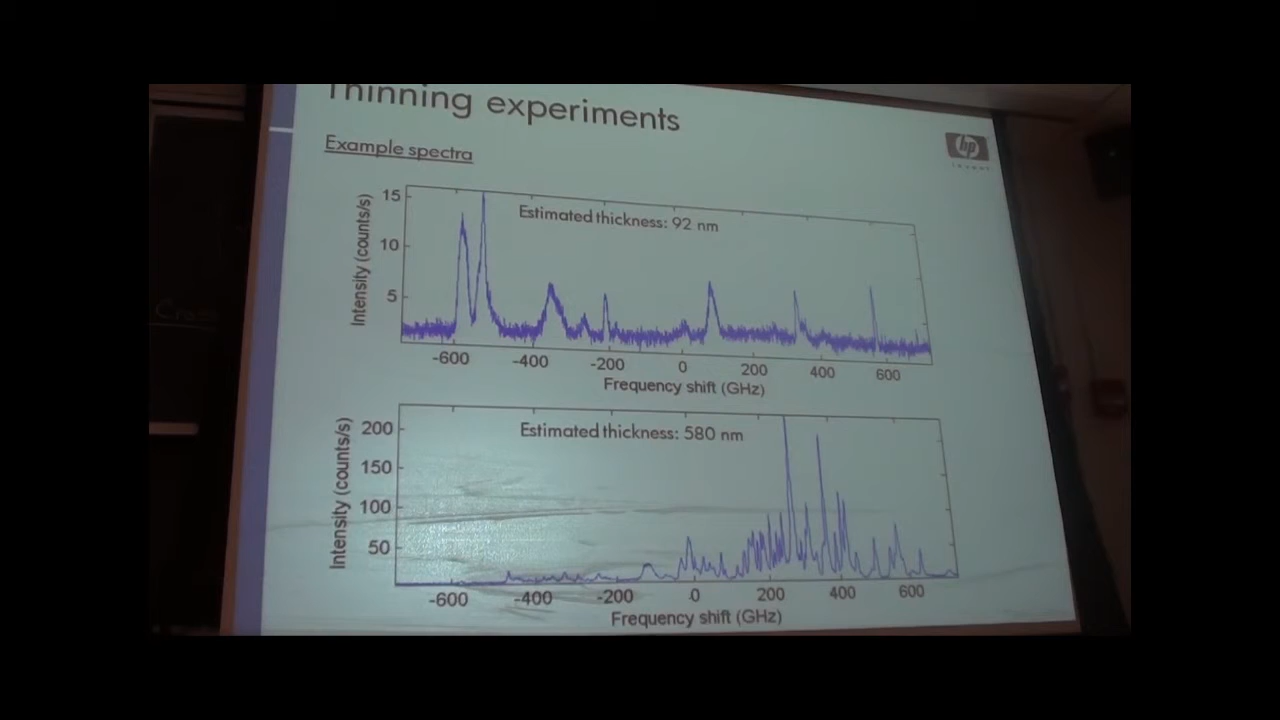 Thinning experiments
Example spectra
hp
invent
Estimated thickness: 92 nm
Intensity (counts/s)
15
10
5
-600 -400 -200 0 200 400 600
Frequency shift (GHz)
Estimated thickness: 580 nm
Intensity (counts/s)
200
150
100
50
-600 -400 -200 0 200 400 600
Frequency shift (GHz)